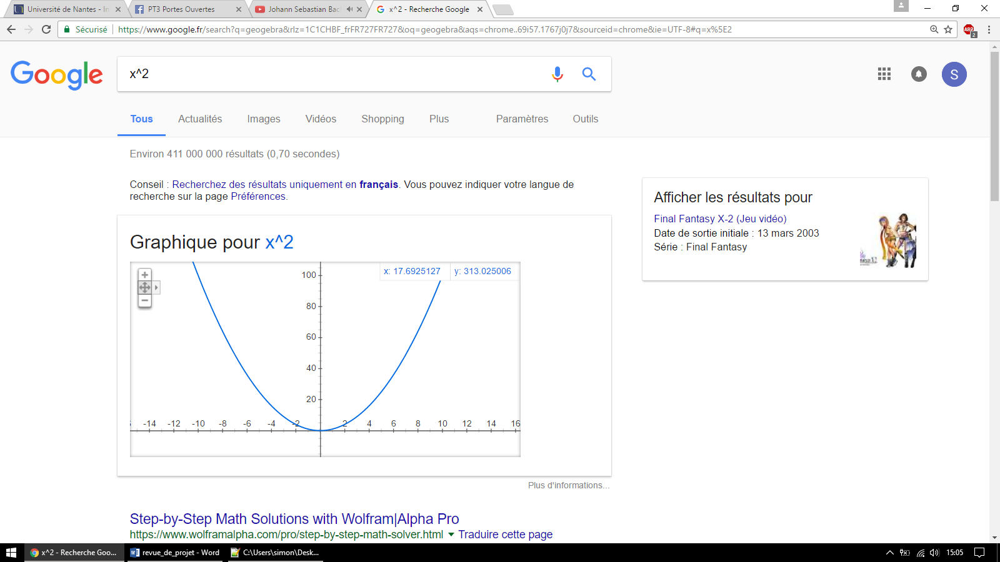 Université de Nantes - In
PT3 Portes Ouvertes
Johann Sebastian Bac
x^2 - Recherche Google
Sécurisé
https://www.google.fr/search?q=geogebra&rlz=1C1CHBF_frFR727FR727&oq=geogebra&aqs=chrome..69i57.1767j0j7&sourceid=chrome&ie=UTF-8#q=x%5E2
ABP
2
Google
x^2
S
Tous
Actualités
Images
Vidéos
Shopping
Plus
Paramètres
Outils
Environ 411 000 000 résultats (0,70 secondes)
Conseil : Recherchez des résultats uniquement en français. Vous pouvez indiquer votre langue de
recherche sur la page Préférences.
Graphique pour x^2
x: 17.6925127
y: 313.025006
100
80
60
40
20
-14 -12 -10 -8 -6 -4 -2 2 4 6 8 10 12 14 16
Plus d'informations...
Afficher les résultats pour
Final Fantasy X-2 (Jeu vidéo)
Date de sortie initiale : 13 mars 2003
Série : Final Fantasy
Step-by-Step Math Solutions with Wolfram|Alpha Pro
https://www.wolframalpha.com/pro/step-by-step-math-solver.html
Traduire cette page
x^2 - Recherche Goo...
revue_de_projet - Word
C:\Users\simon\Desk...
15:05